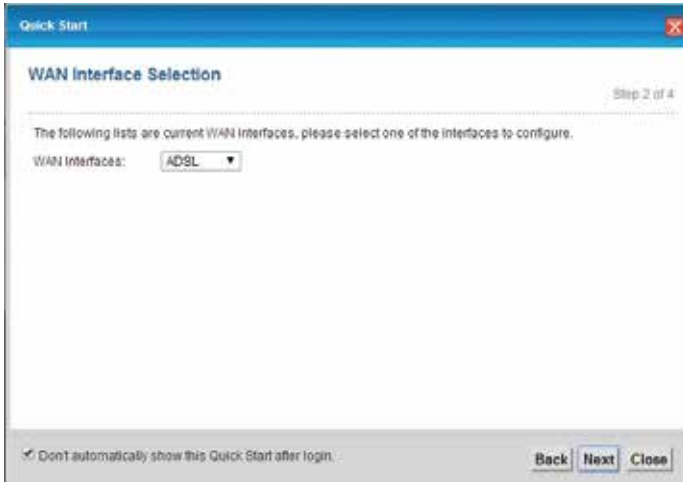 Quick Start
WAN Interface Selection
Step 2 of 4
The following lists are current WAN Interfaces, please select one of the interfaces to configure.
WAN Interfaces: ADSL
Don't automatically show this Quick Start after login.
Back Next Close